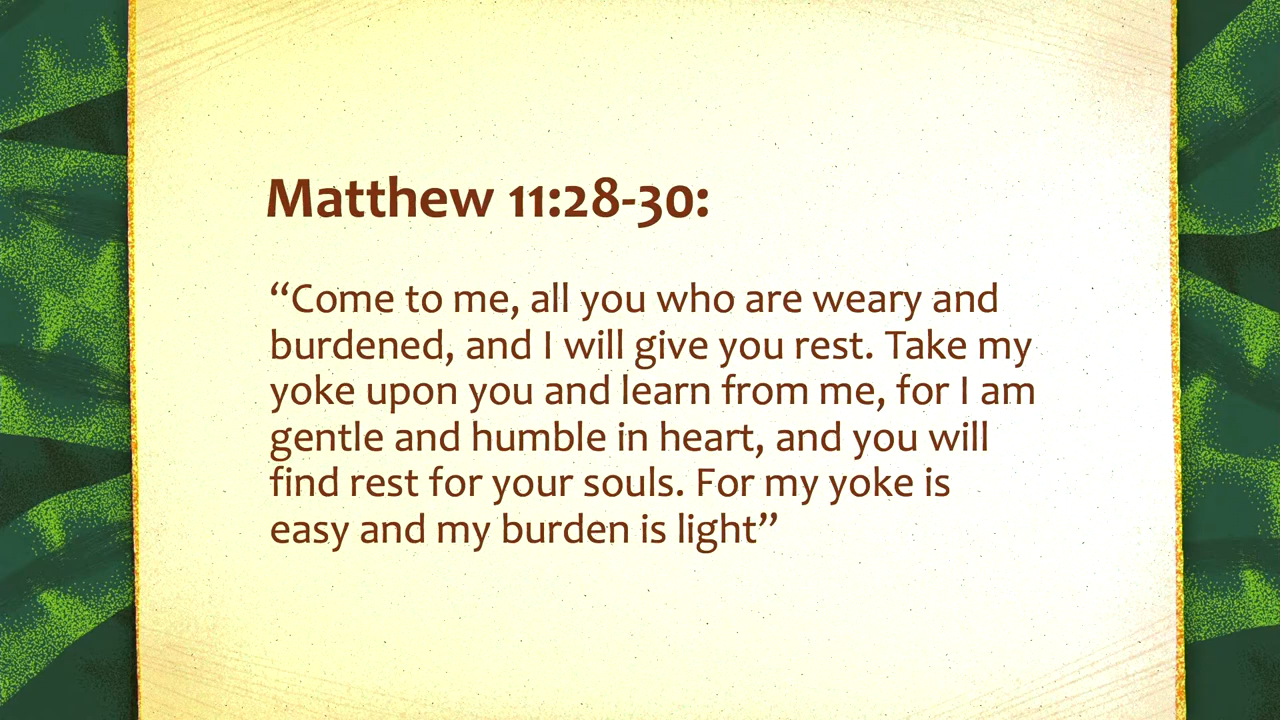 Matthew 11:28-30:
“Come to me, all you who are weary and
burdened, and I will give you rest. Take my
yoke upon you and learn from me, for I am
gentle and humble in heart, and you will
find rest for your souls. For my yoke is
easy and my burden is light”